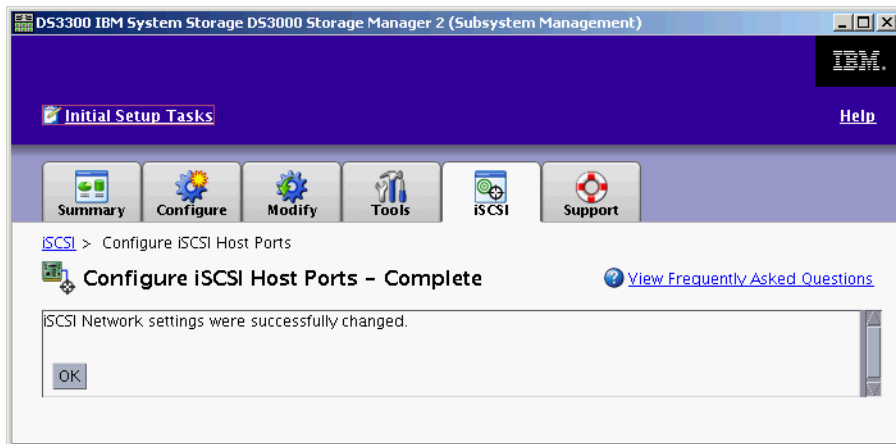 DS3300 IBM System Storage DS3000 Storage Manager 2 (Subsystem Management)
IBM.
Initial Setup Tasks
Help
Summary
Configure
Modify
Tools
iSCSI
Support
iSCSI > Configure iSCSI Host Ports
Configure iSCSI Host Ports – Complete
View Frequently Asked Questions
iSCSI Network settings were successfully changed.
OK